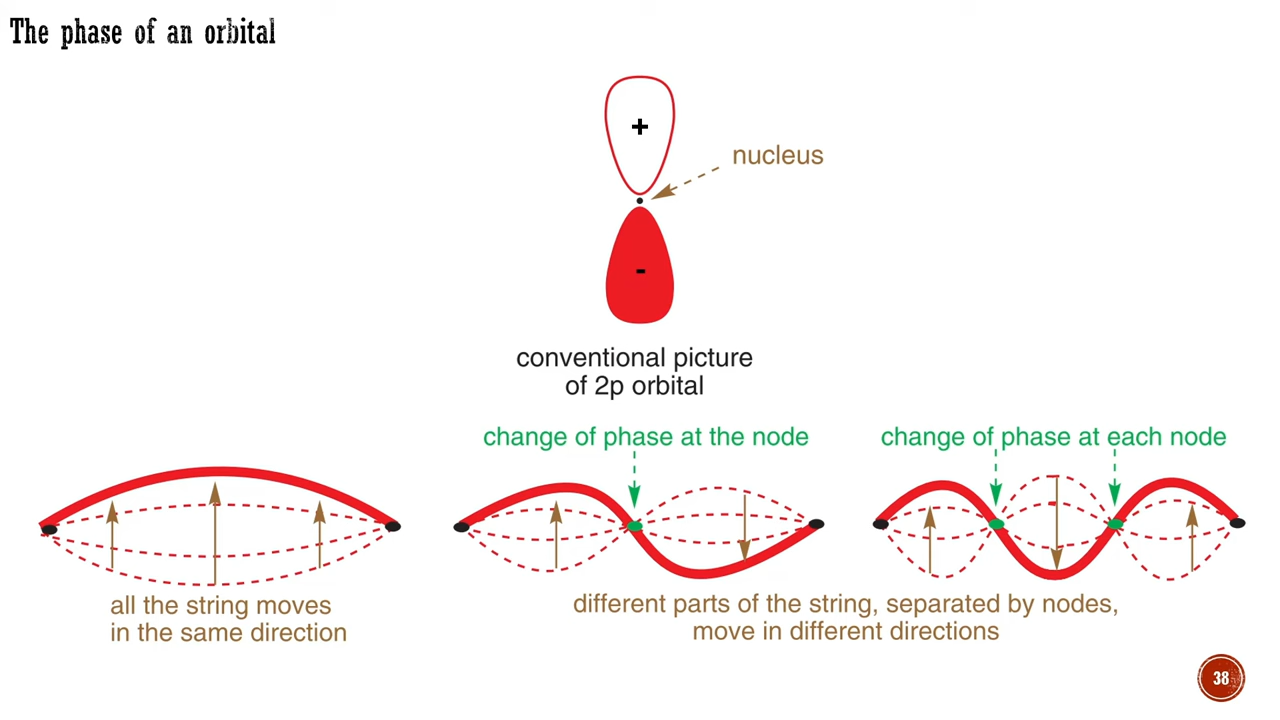 The phase of an orbital
+
nucleus
-
conventional picture
of 2p orbital
change of phase at the node
change of phase at each node
all the string moves
in the same direction
different parts of the string, separated by nodes,
move in different directions
38